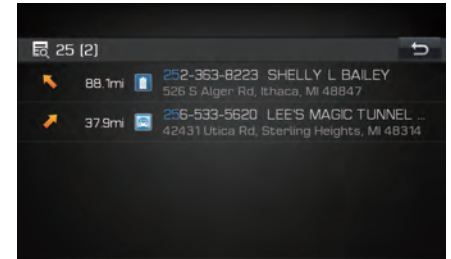 25 (2)
88.1mi 252-363-8223 SHELLY L BAILEY
526 S Alger Rd, Ithaca, MI 48847
37.9mi 256-533-5620 LEE'S MAGIC TUNNEL ...
42431 Utica Rd, Sterling Heights, MI 48314